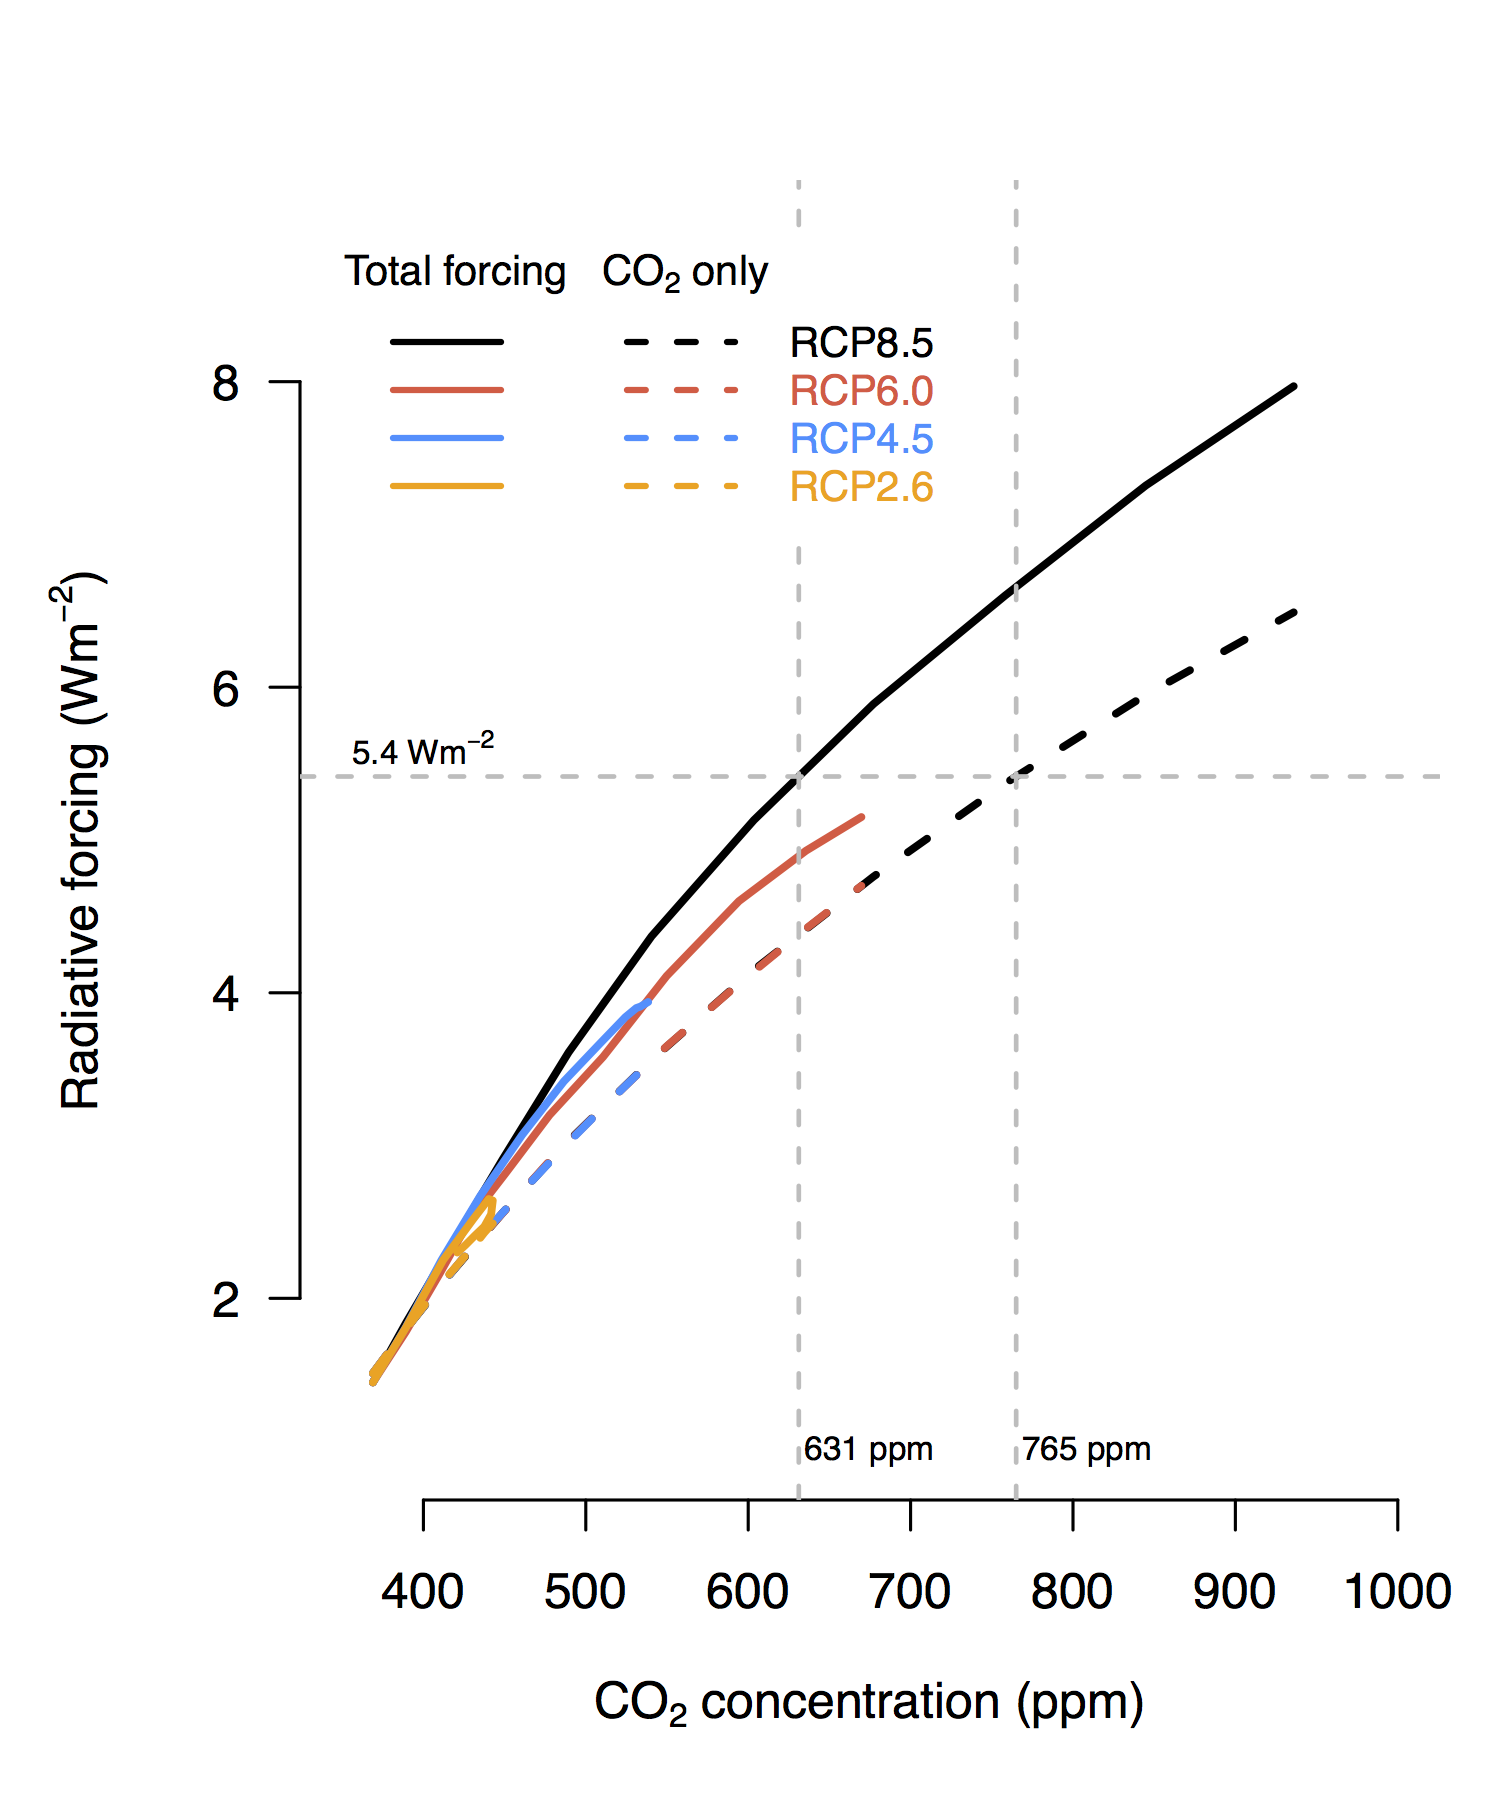 Total forcing CO₂ only
RCP8.5
RCP6.0
RCP4.5
RCP2.6
8
6
4
2
Radiative forcing (Wm⁻²)
5.4 Wm⁻²
631 ppm
765 ppm
400 500 600 700 800 900 1000
CO₂ concentration (ppm)